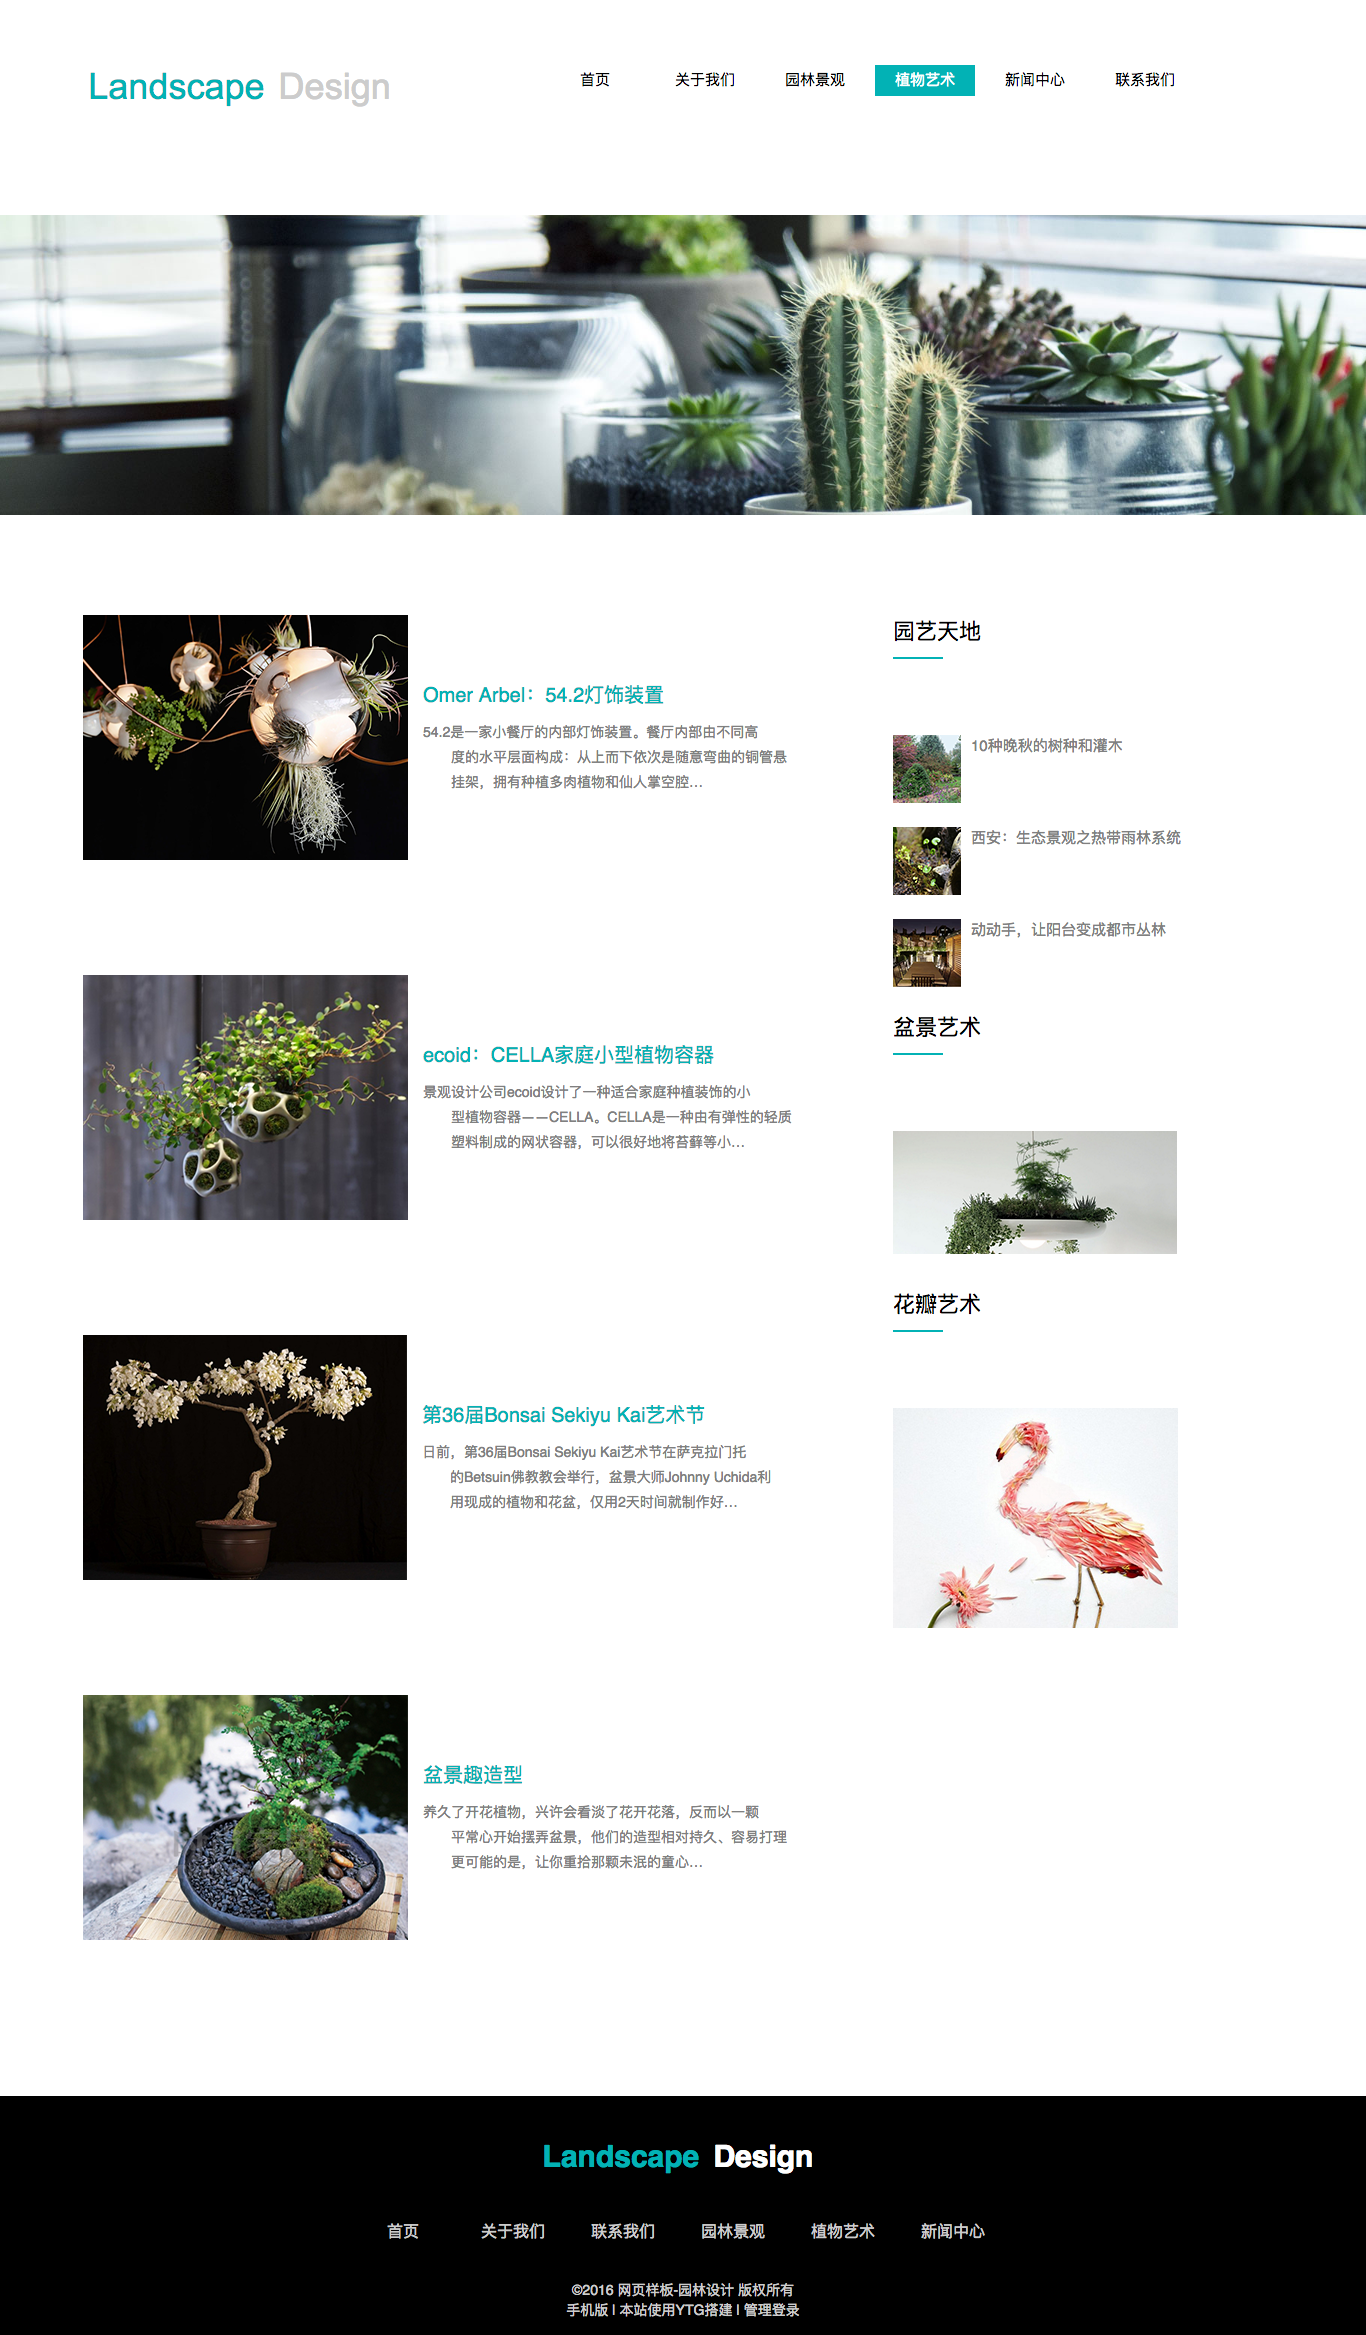 Landscape Design
首页 关于我们 园林景观 植物艺术 新闻中心 联系我们
Omer Arbel：54.2灯饰装置
54.2是一家小餐厅的内部灯饰装置。餐厅内部由不同高
度的水平层面构成：从上而下依次是随意弯曲的铜管悬
挂架，拥有种植多肉植物和仙人掌空腔...
ecoid：CELLA家庭小型植物容器
景观设计公司ecoid设计了一种适合家庭种植装饰的小
型植物容器——CELLA。CELLA是一种由有弹性的轻质
塑料制成的网状容器，可以很好地将苔藓等小...
第36届Bonsai Sekiyu Kai艺术节
日前，第36届Bonsai Sekiyu Kai艺术节在萨克拉门托
的Betsuin佛教教会举行，盆景大师Johnny Uchida利
用现成的植物和花盆，仅用2天时间就制作好...
盆景趣造型
养久了开花植物，兴许会看淡了花开花落，反而以一颗
平常心开始摆弄盆景，他们的造型相对持久、容易打理
更可能的是，让你重拾那颗未泯的童心...
园艺天地
10种晚秋的树种和灌木
西安：生态景观之热带雨林系统
动动手，让阳台变成都市丛林
盆景艺术
花瓣艺术
Landscape Design
首页 关于我们 联系我们 园林景观 植物艺术 新闻中心
©2016 网页样板-园林设计 版权所有
手机版 | 本站使用YTG搭建 | 管理登录